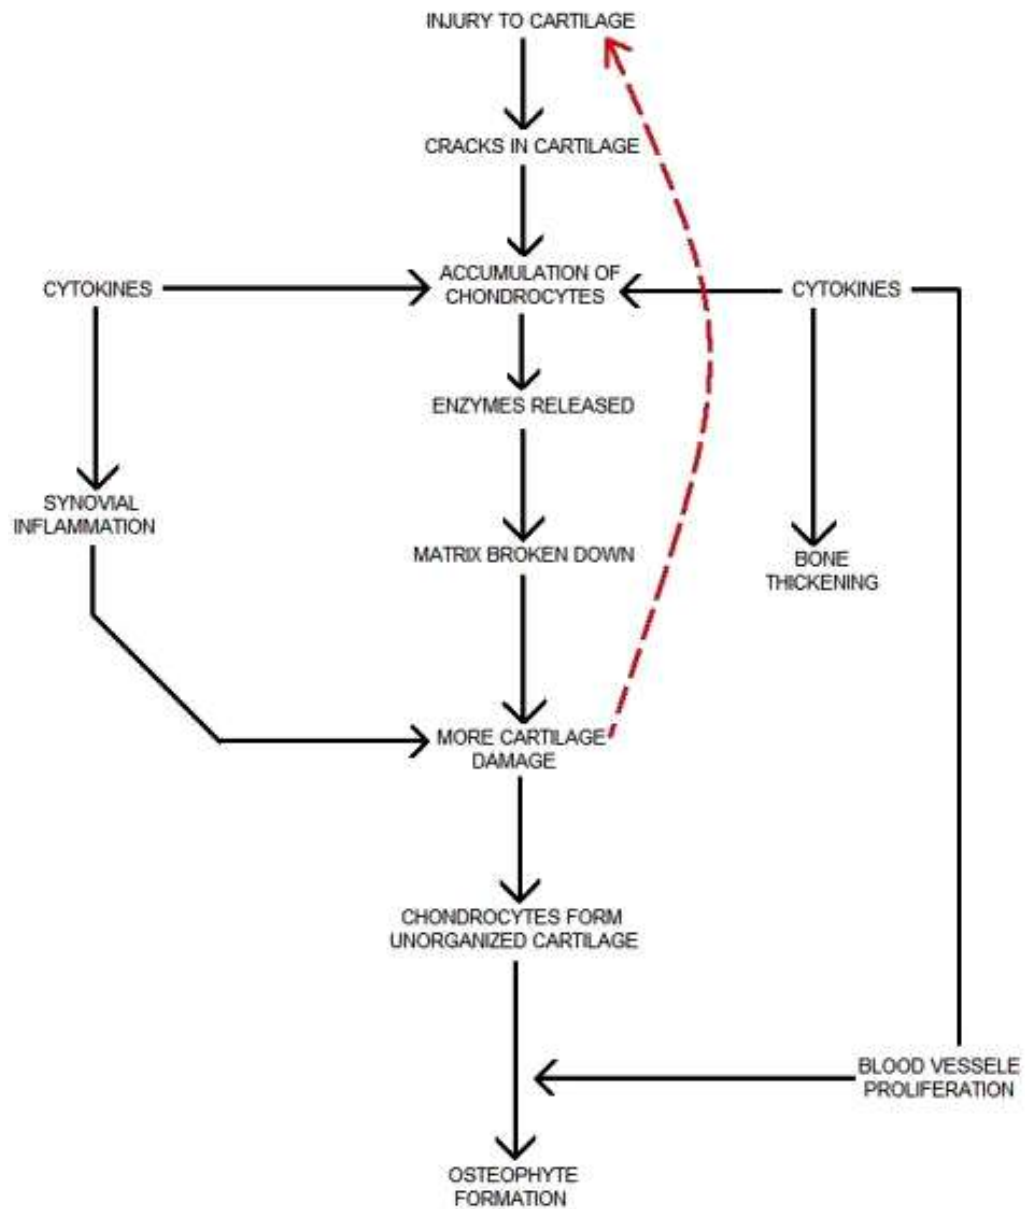 INJURY TO CARTILAGE
CRACKS IN CARTILAGE
CYTOKINES
ACCUMULATION OF
CHONDROCYTES
CYTOKINES
ENZYMES RELEASED
SYNOVIAL
INFLAMMATION
MATRIX BROKEN DOWN
BONE
THICKENING
MORE CARTILAGE
DAMAGE
CHONDROCYTES FORM
UNORGANIZED CARTILAGE
BLOOD VESSELE
PROLIFERATION
OSTEOPHYTE
FORMATION